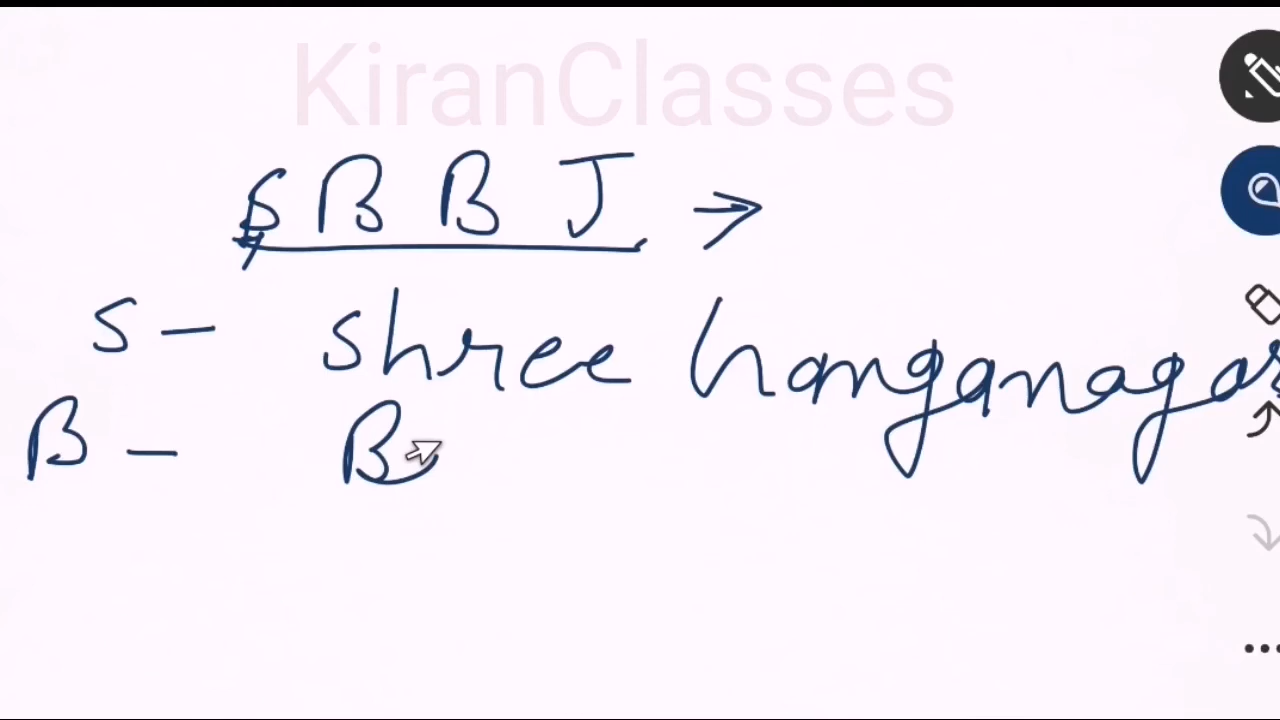 KiranClasses
SBBJ →
S - Shree Ganganagar
B - B